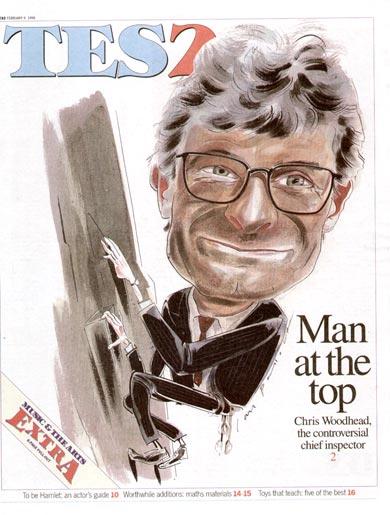 FEBRUARY 6 1998
TES2
Man
at the
top
Chris Woodhead,
the controversial
chief inspector
2
MUSIC & THE ARTS
EXTRA
To be Hamlet; an actor's guide 10 Worthwhile additions: maths materials 14-15 Toys that teach: five of the best 16